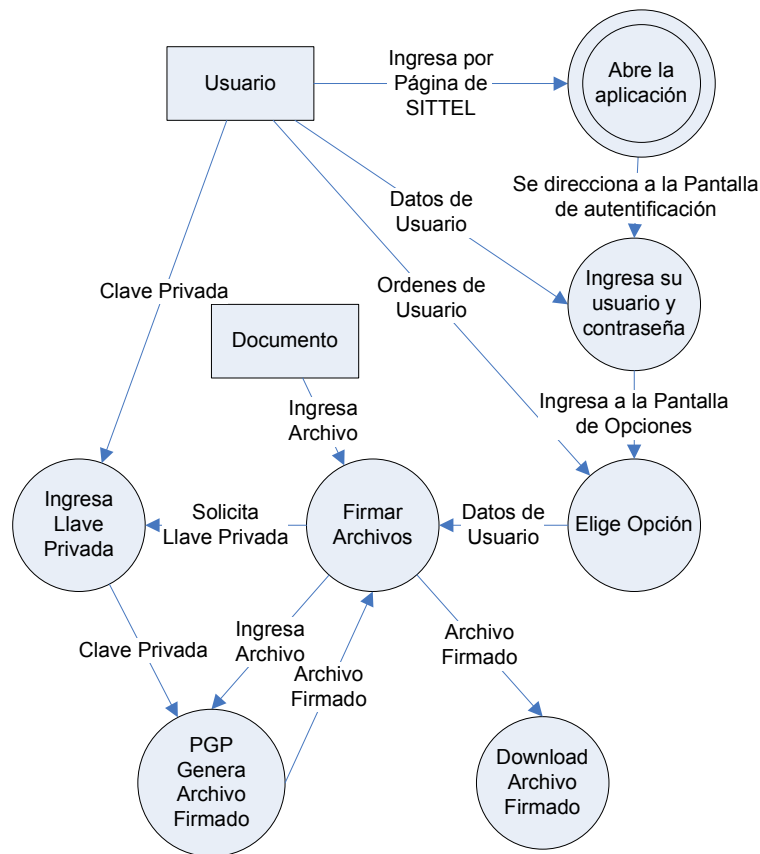 Usuario
Ingresa por
Página de
SITTEL
Abre la
aplicación
Se direcciona a la Pantalla
de autentificación
Datos de
Usuario
Ingresa su
usuario y
contraseña
Clave Privada
Ordenes de
Usuario
Documento
Ingresa
Archivo
Ingresa a la Pantalla
de Opciones
Ingresa
Llave
Privada
Solicita
Llave Privada
Firmar
Archivos
Datos de
Usuario
Elige Opción
Clave Privada
Ingresa
Archivo
Archivo
Firmado
Archivo
Firmado
PGP
Genera
Archivo
Firmado
Download
Archivo
Firmado